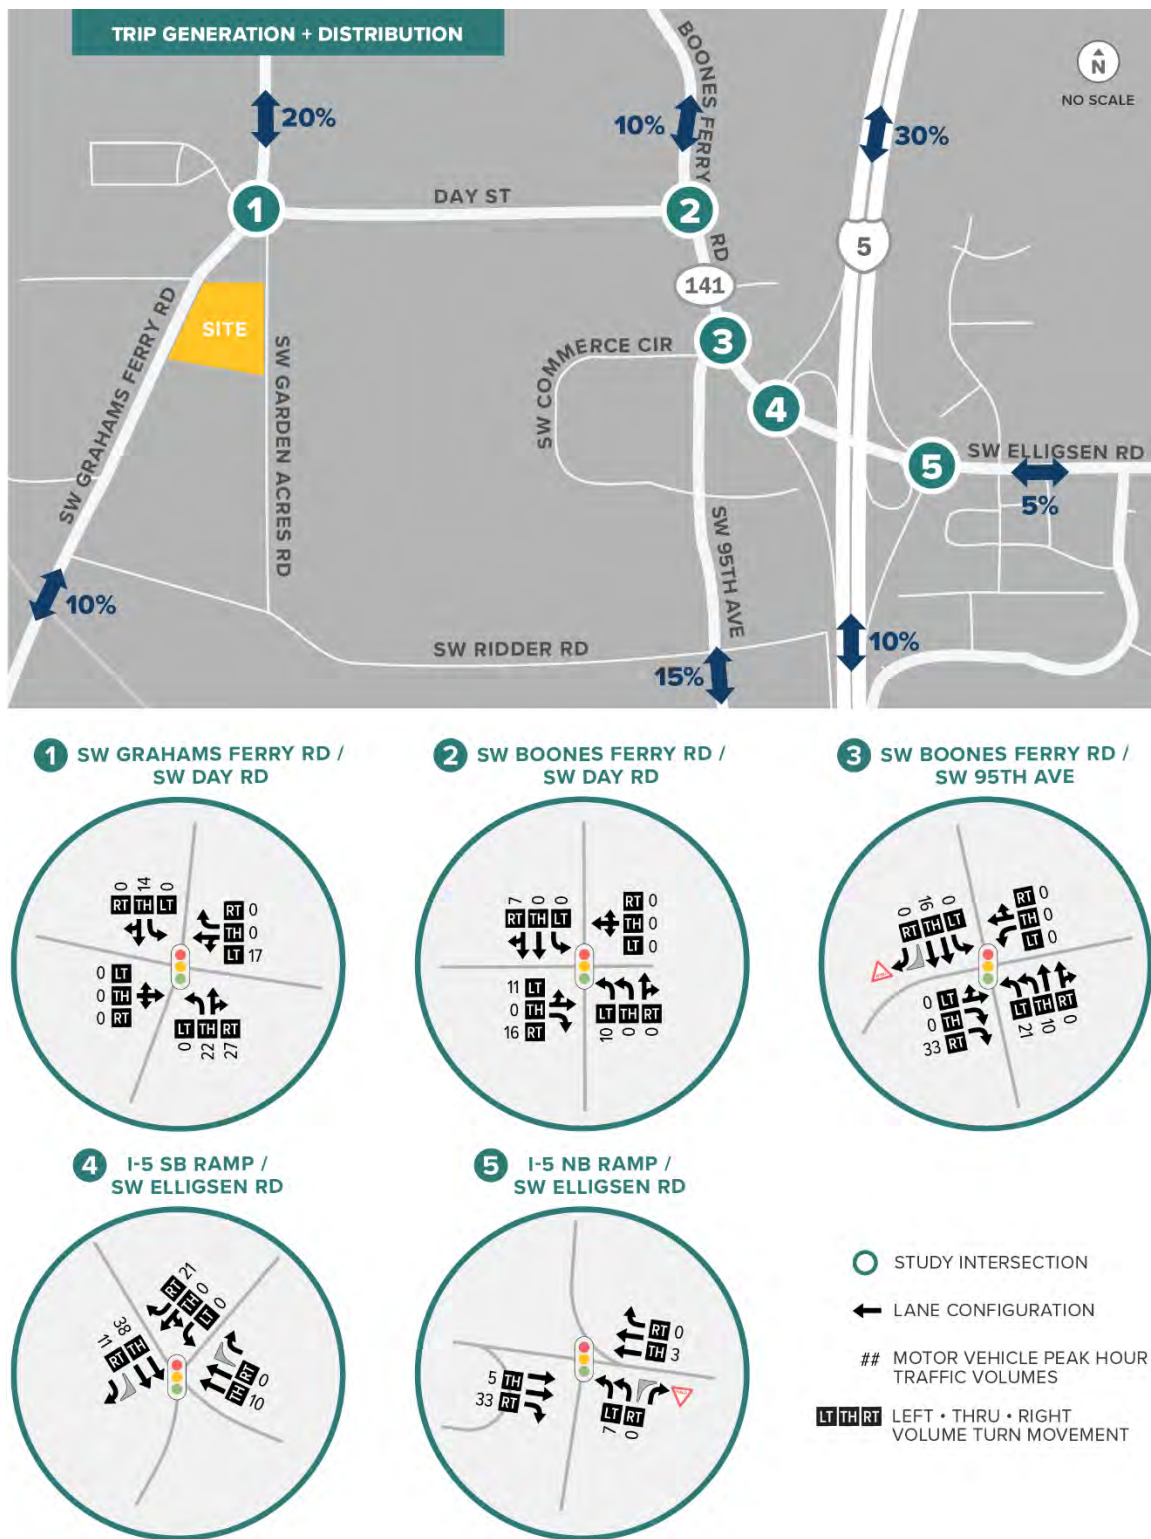 TRIP GENERATION + DISTRIBUTION
N
NO SCALE
20%
10%
BOONES FERRY RD
30%
1
DAY ST
2
5
141
SITE
SW GRAHAMS FERRY RD
SW GARDEN ACRES RD
SW COMMERCE CIR
3
4
5
SW ELLIGSEN RD
5%
SW 95TH AVE
10%
SW RIDDER RD
15%
10%
1 SW GRAHAMS FERRY RD /
SW DAY RD
0 14 0
RT TH LT
RT 0
TH 0
LT 17
0 LT
0 TH
0 RT
LT TH RT
0 22 27
2 SW BOONES FERRY RD /
SW DAY RD
7 0 0
RT TH LT
RT 0
TH 0
LT 0
11 LT
0 TH
16 RT
LT TH RT
10 0 0
3 SW BOONES FERRY RD /
SW 95TH AVE
0 16 0
RT TH LT
RT 0
TH 0
LT 0
0 LT
0 TH
33 RT
LT TH RT
21 10 0
4 I-5 SB RAMP /
SW ELLIGSEN RD
21 0 0
RT TH LT
11 38
RT TH
RT 0
TH 10
5 I-5 NB RAMP /
SW ELLIGSEN RD
RT 0
TH 3
5 TH
33 RT
LT RT
7 0
STUDY INTERSECTION
LANE CONFIGURATION
## MOTOR VEHICLE PEAK HOUR
TRAFFIC VOLUMES
LT TH RT LEFT • THRU • RIGHT
VOLUME TURN MOVEMENT